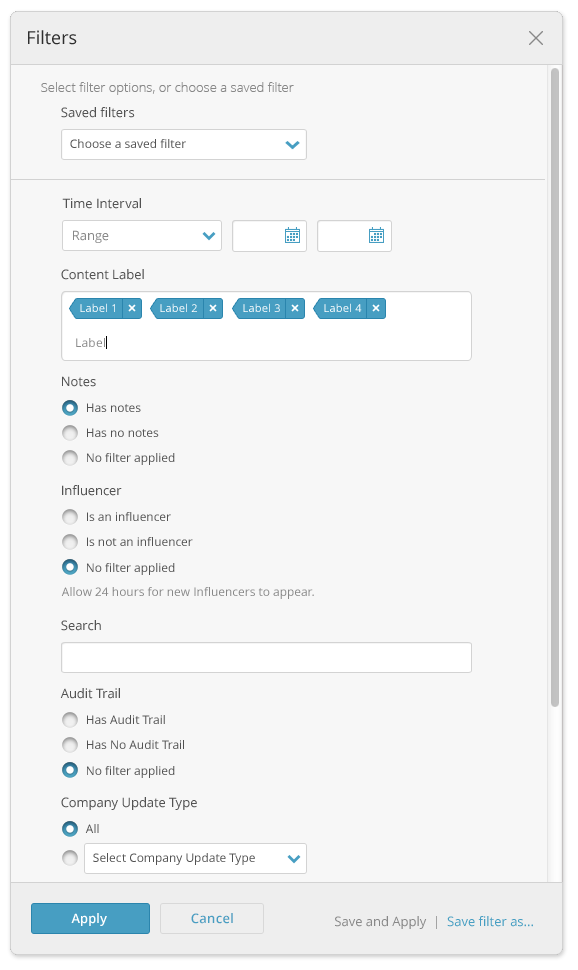 Filters
Select filter options, or choose a saved filter
Saved filters
Choose a saved filter
Time Interval
Range
Content Label
Label 1 Label 2 Label 3 Label 4
Label
Notes
Has notes
Has no notes
No filter applied
Influencer
Is an influencer
Is not an influencer
No filter applied
Allow 24 hours for new Influencers to appear.
Search
Audit Trail
Has Audit Trail
Has No Audit Trail
No filter applied
Company Update Type
All
Select Company Update Type
Apply Cancel Save and Apply | Save filter as...